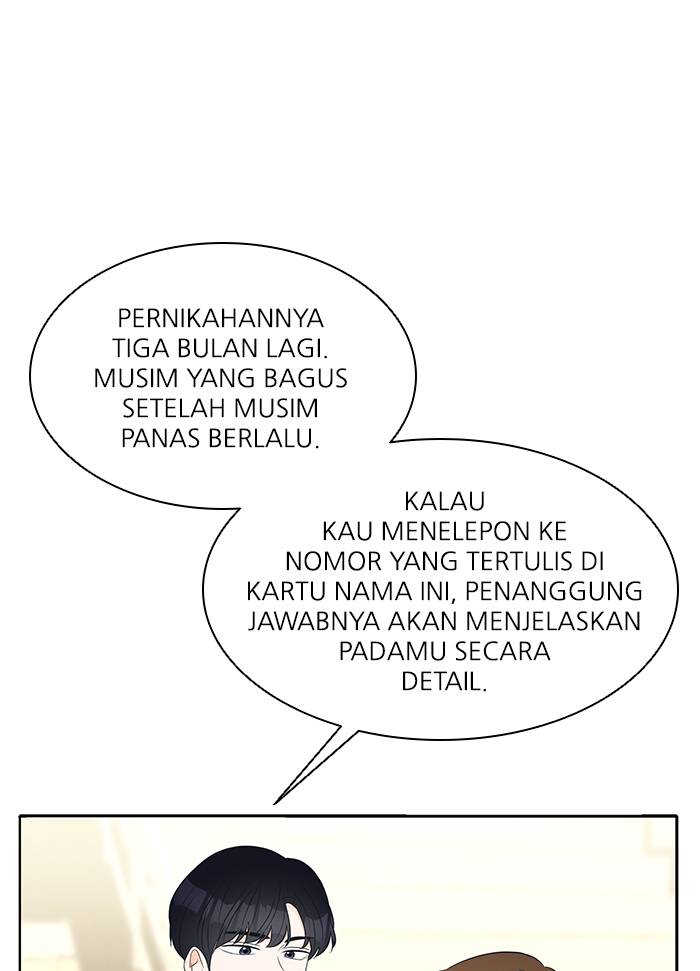 PERNIKAHANNYA
TIGA BULAN LAGI.
MUSIM YANG BAGUS
SETELAH MUSIM
PANAS BERLALU.
KALAU
KAU MENELEPON KE
NOMOR YANG TERTULIS DI
KARTU NAMA INI, PENANGGUNG
JAWABNYA AKAN MENJELASKAN
PADAMU SECARA
DETAIL.